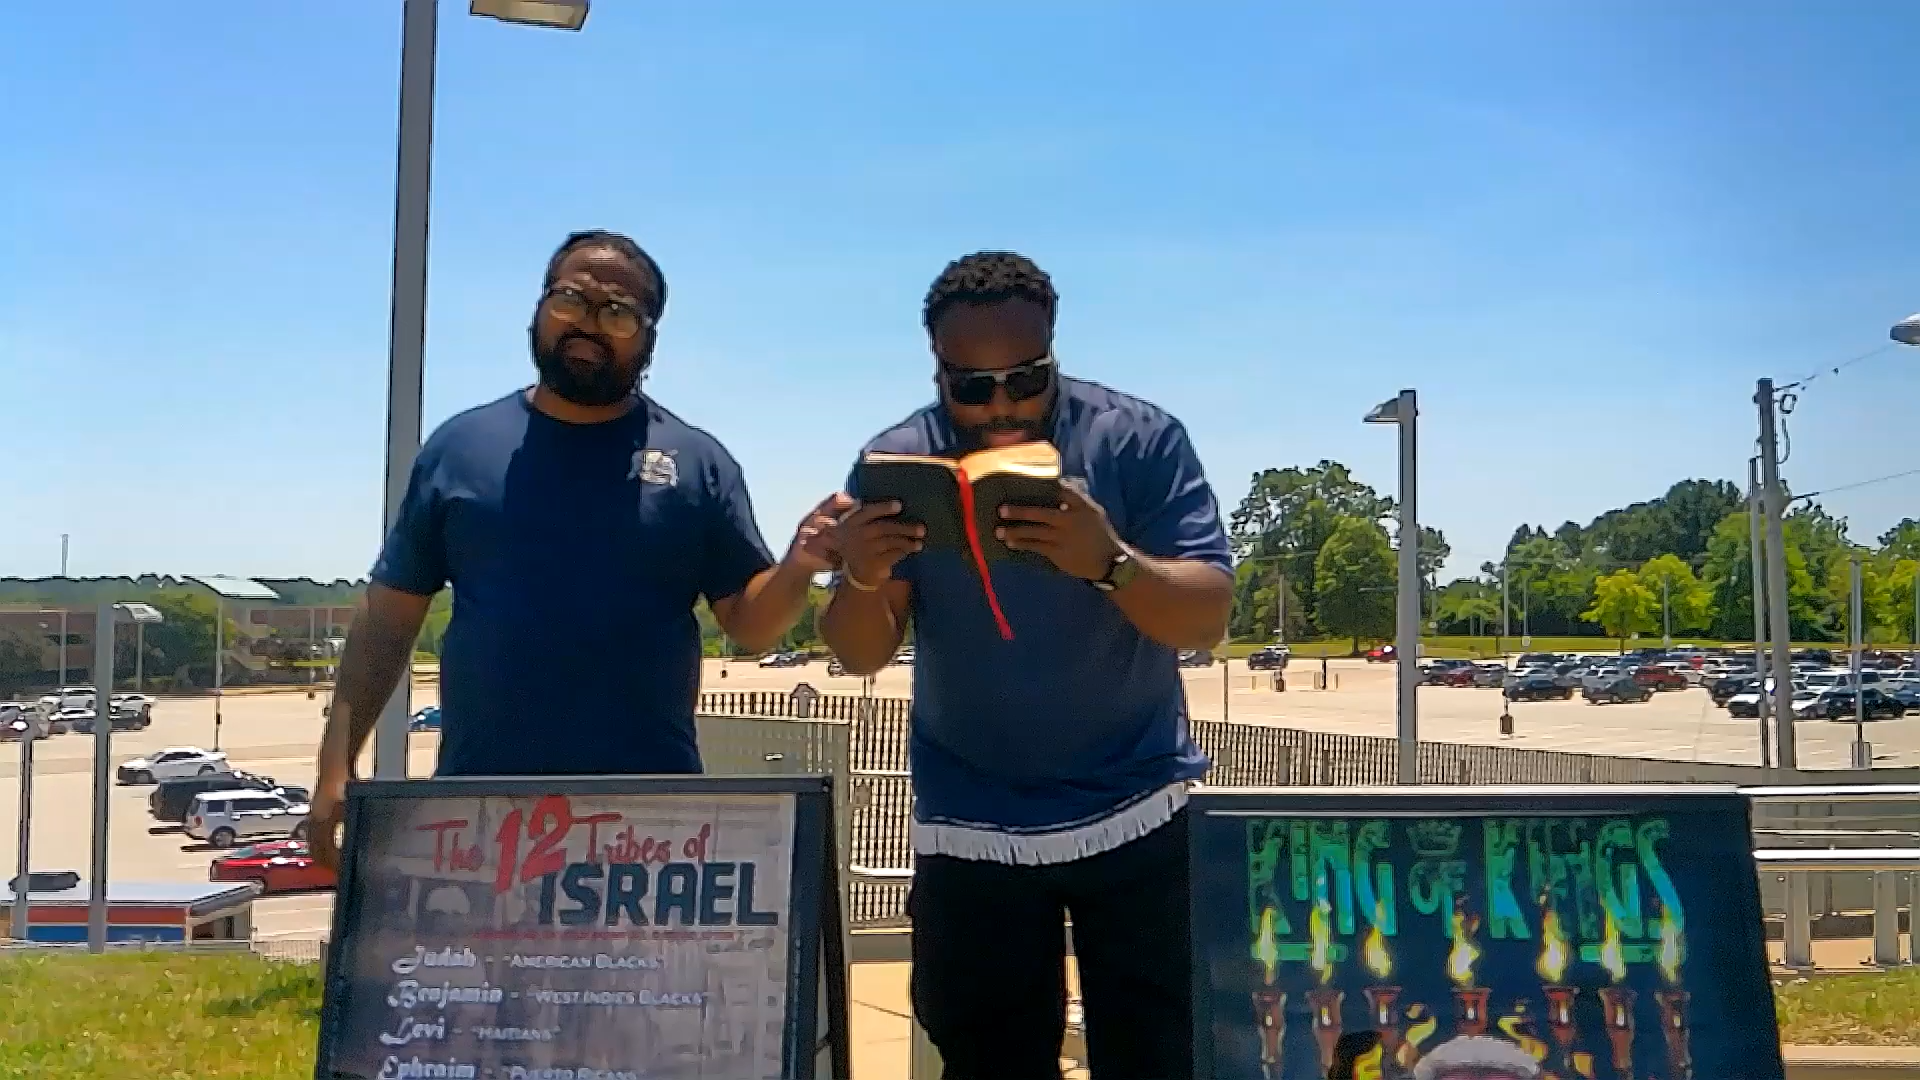 The 12 Tribes of
ISRAEL
Judah - "American Blacks"
Benjamin - "West Indies Blacks"
Levi - "Haitians"
Ephraim - "Puerto Ricans"
KING OF KINGS